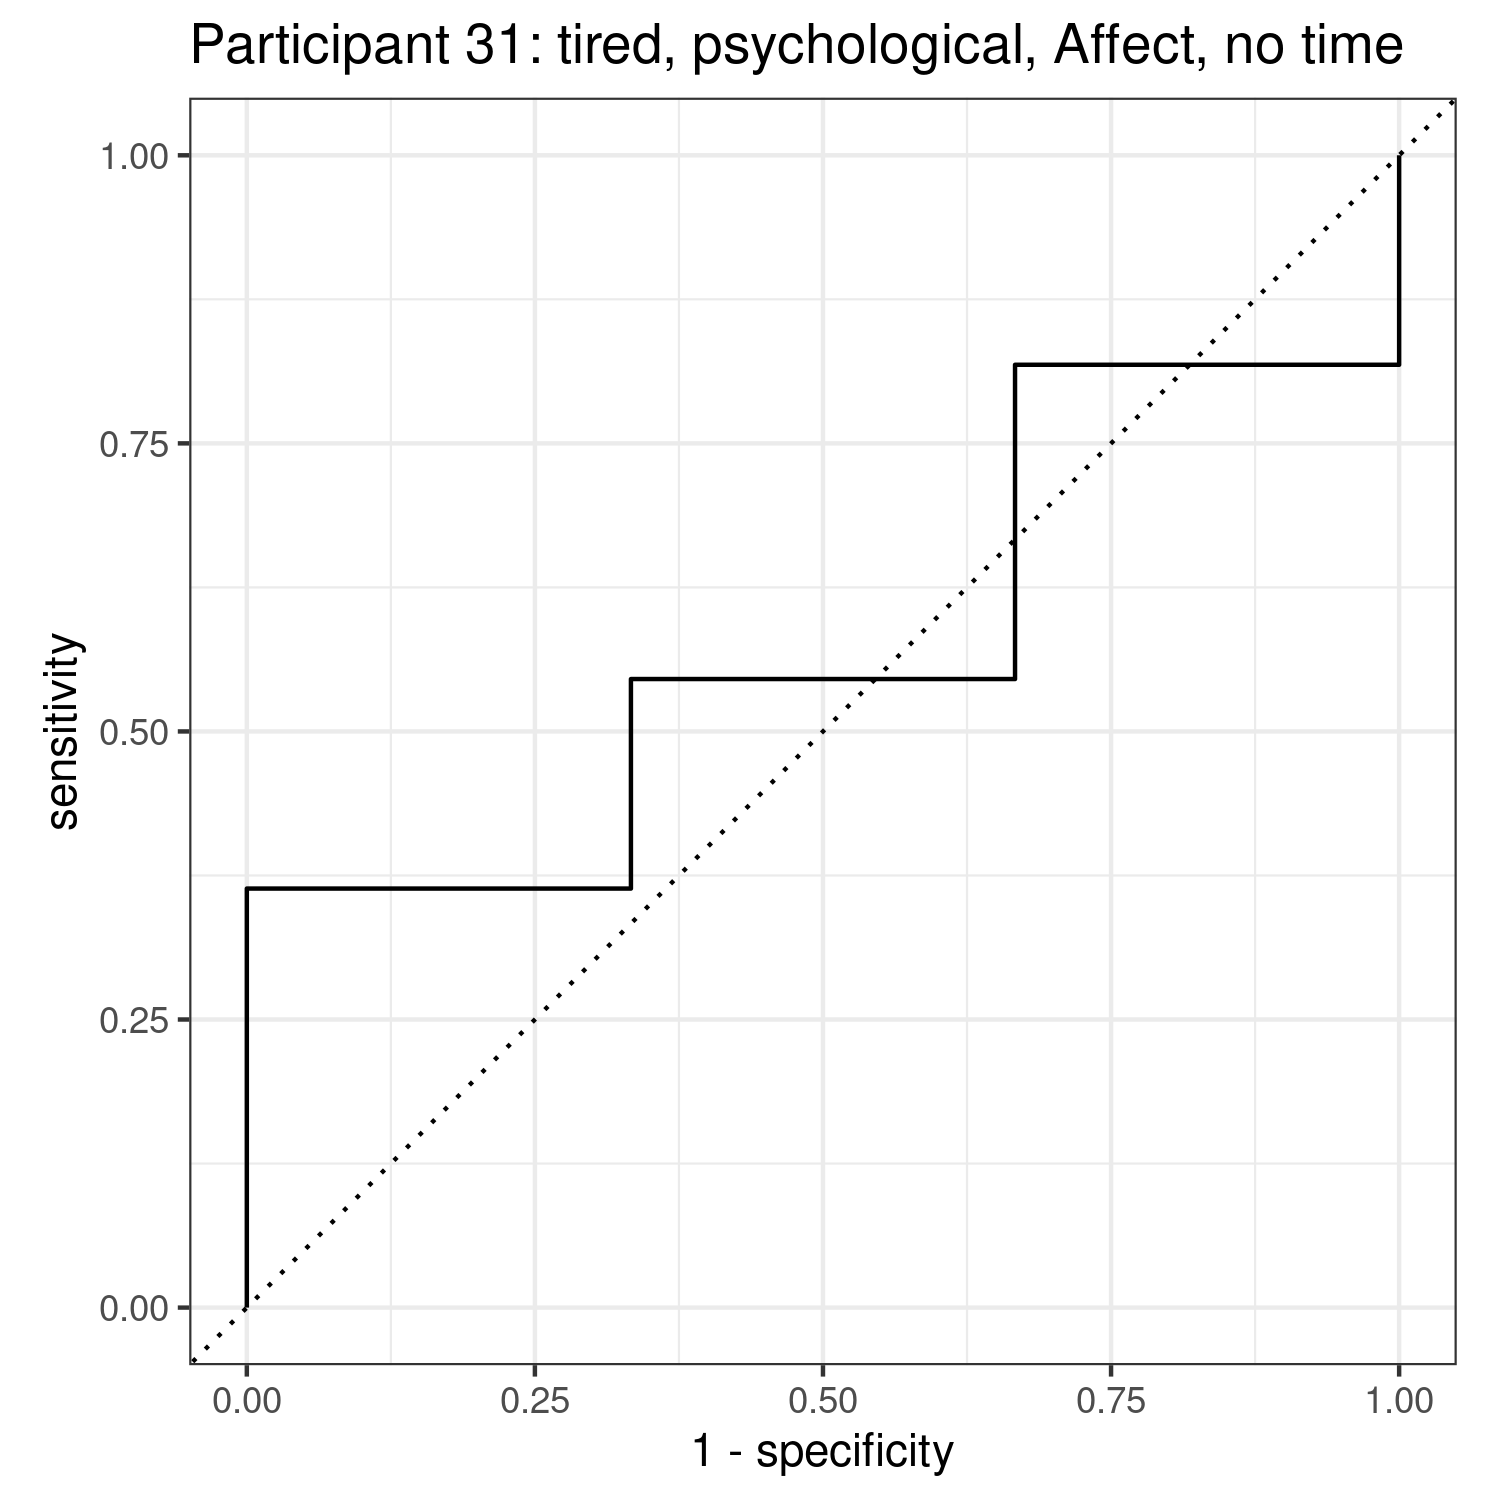 Participant 31: tired, psychological, Affect, no time
1.00
0.75
0.50
0.25
0.00
sensitivity
0.00 0.25 0.50 0.75 1.00
1 - specificity